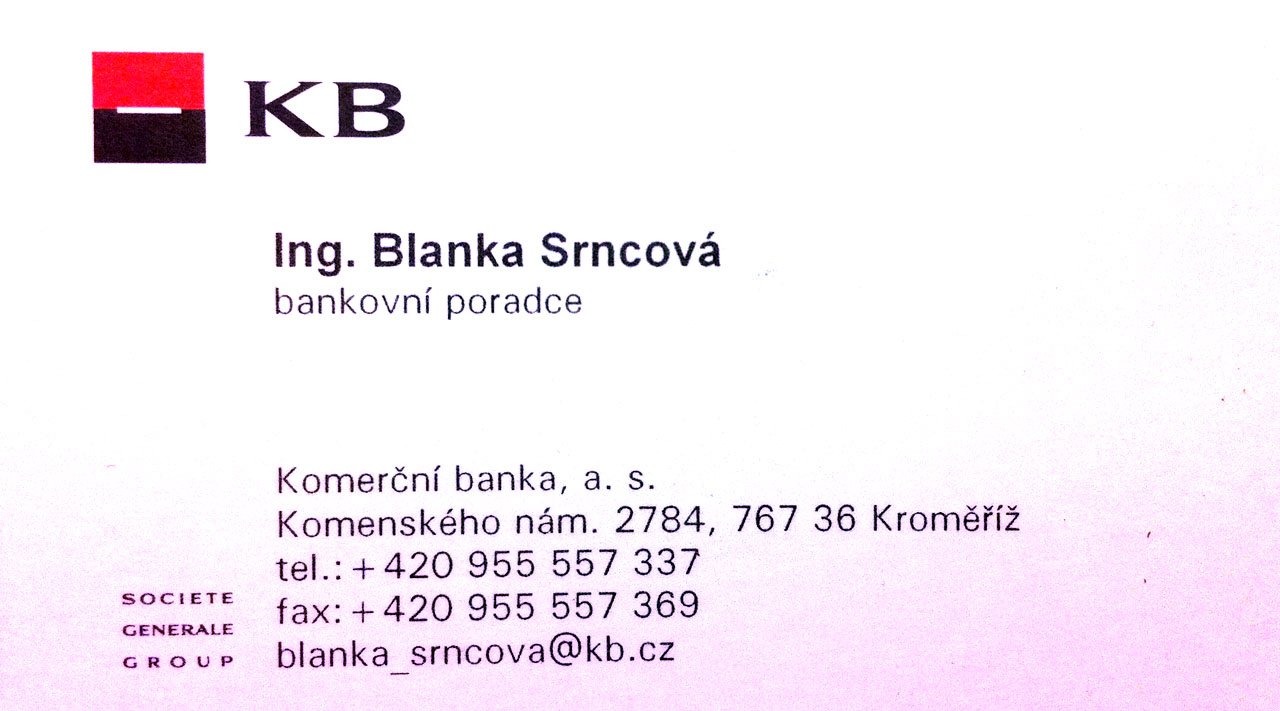 KB
Ing. Blanka Srncová
bankovní poradce
Komerční banka, a. s.
Komenského nám. 2784, 767 36 Kroměříž
tel.: +420 955 557 337
fax: +420 955 557 369
blanka_srncova@kb.cz
SOCIETE
GENERALE
GROUP